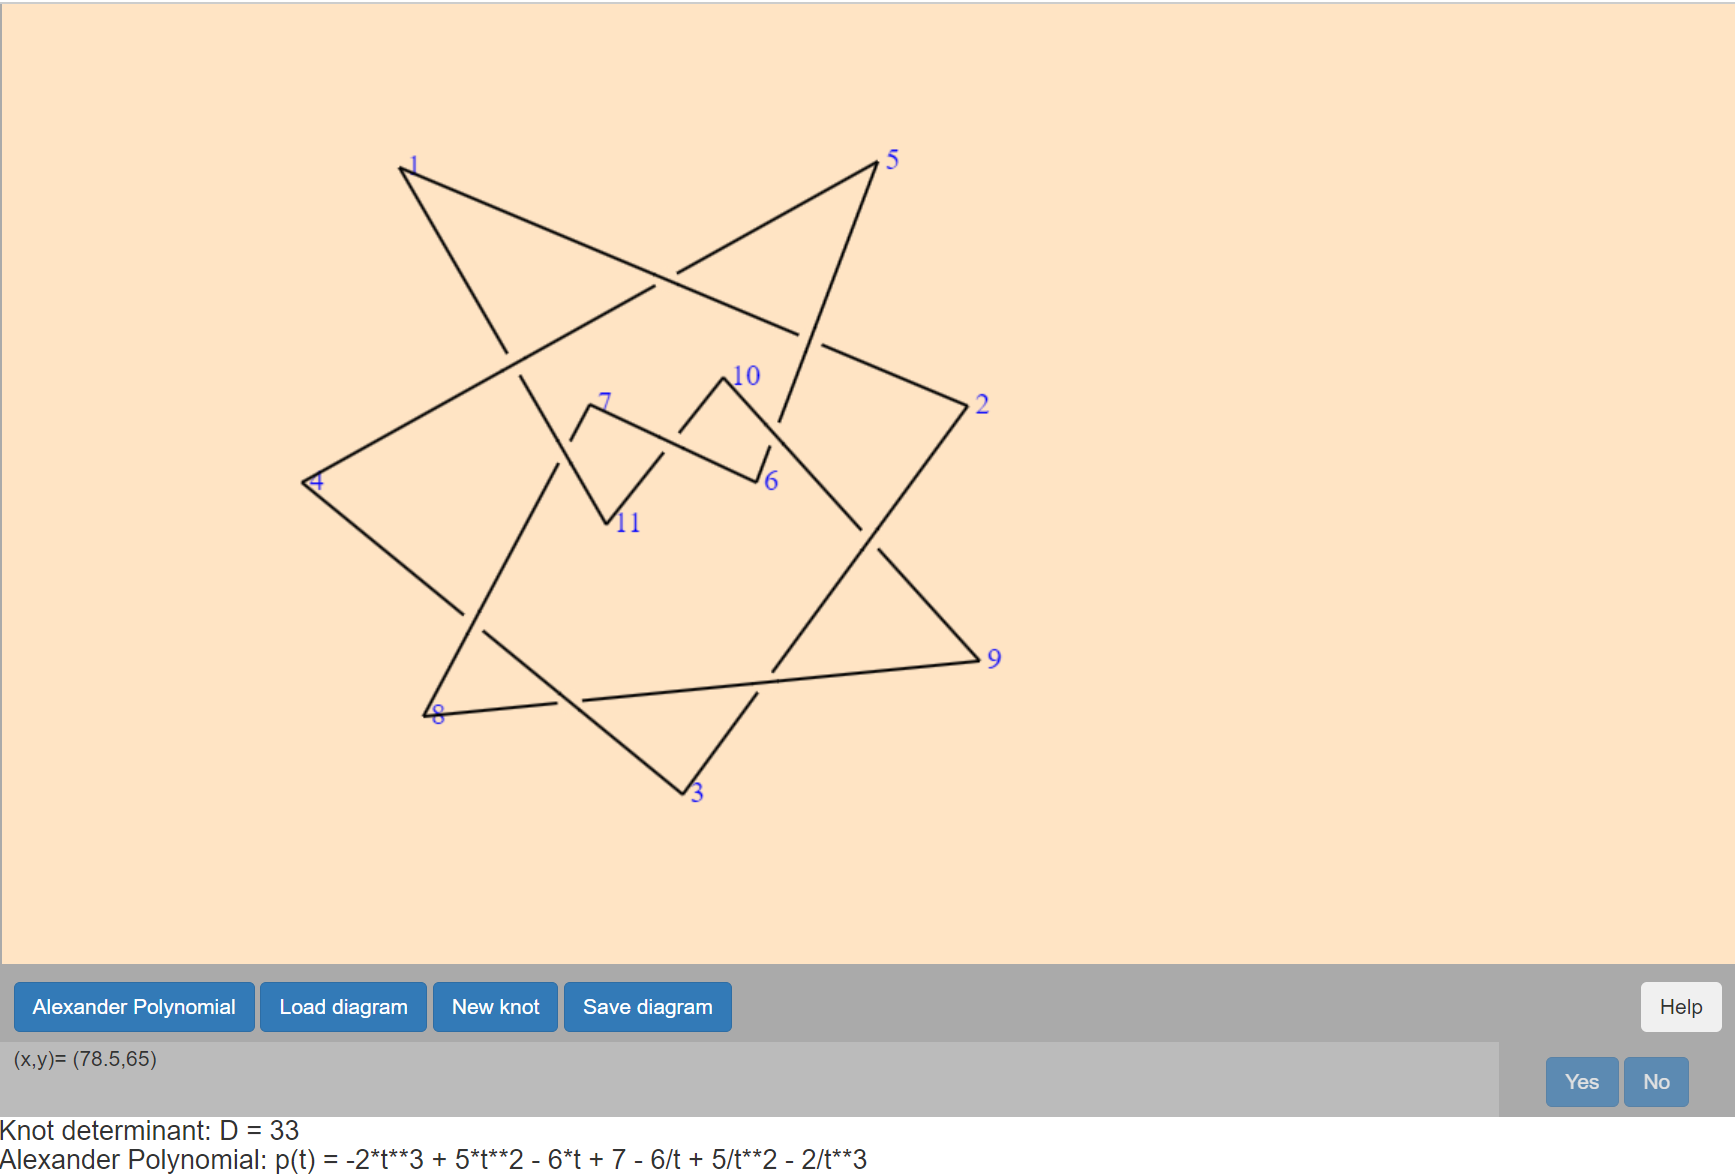 1
5
10
7
2
4
6
11
9
8
3
Alexander Polynomial Load diagram New knot Save diagram Help
(x,y)= (78.5,65)
Yes No
Knot determinant: D = 33
Alexander Polynomial: p(t) = -2*t**3 + 5*t**2 - 6*t + 7 - 6/t + 5/t**2 - 2/t**3